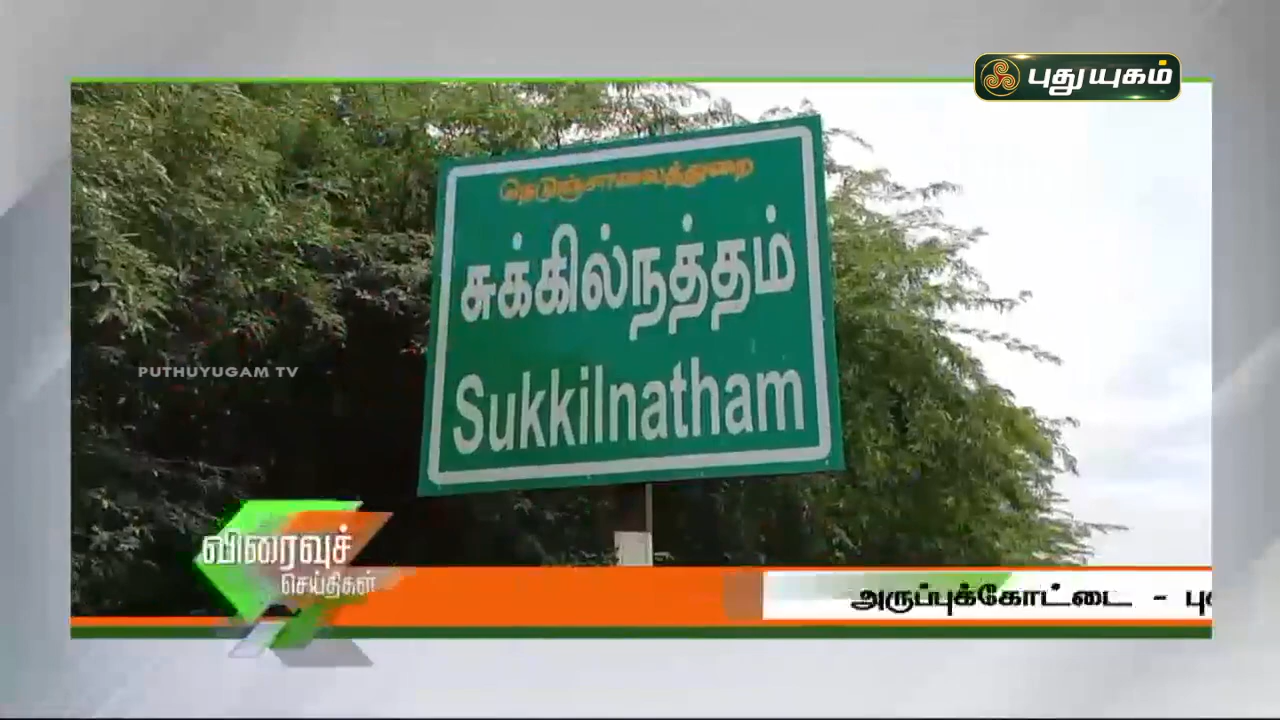 புதுயுகம்
நெடுஞ்சாலைத்துறை
சுக்கில்நத்தம்
Sukkilnatham
PUTHUYUGAM TV
விரைவுச்
செய்திகள்
அருப்புக்கோட்டை -